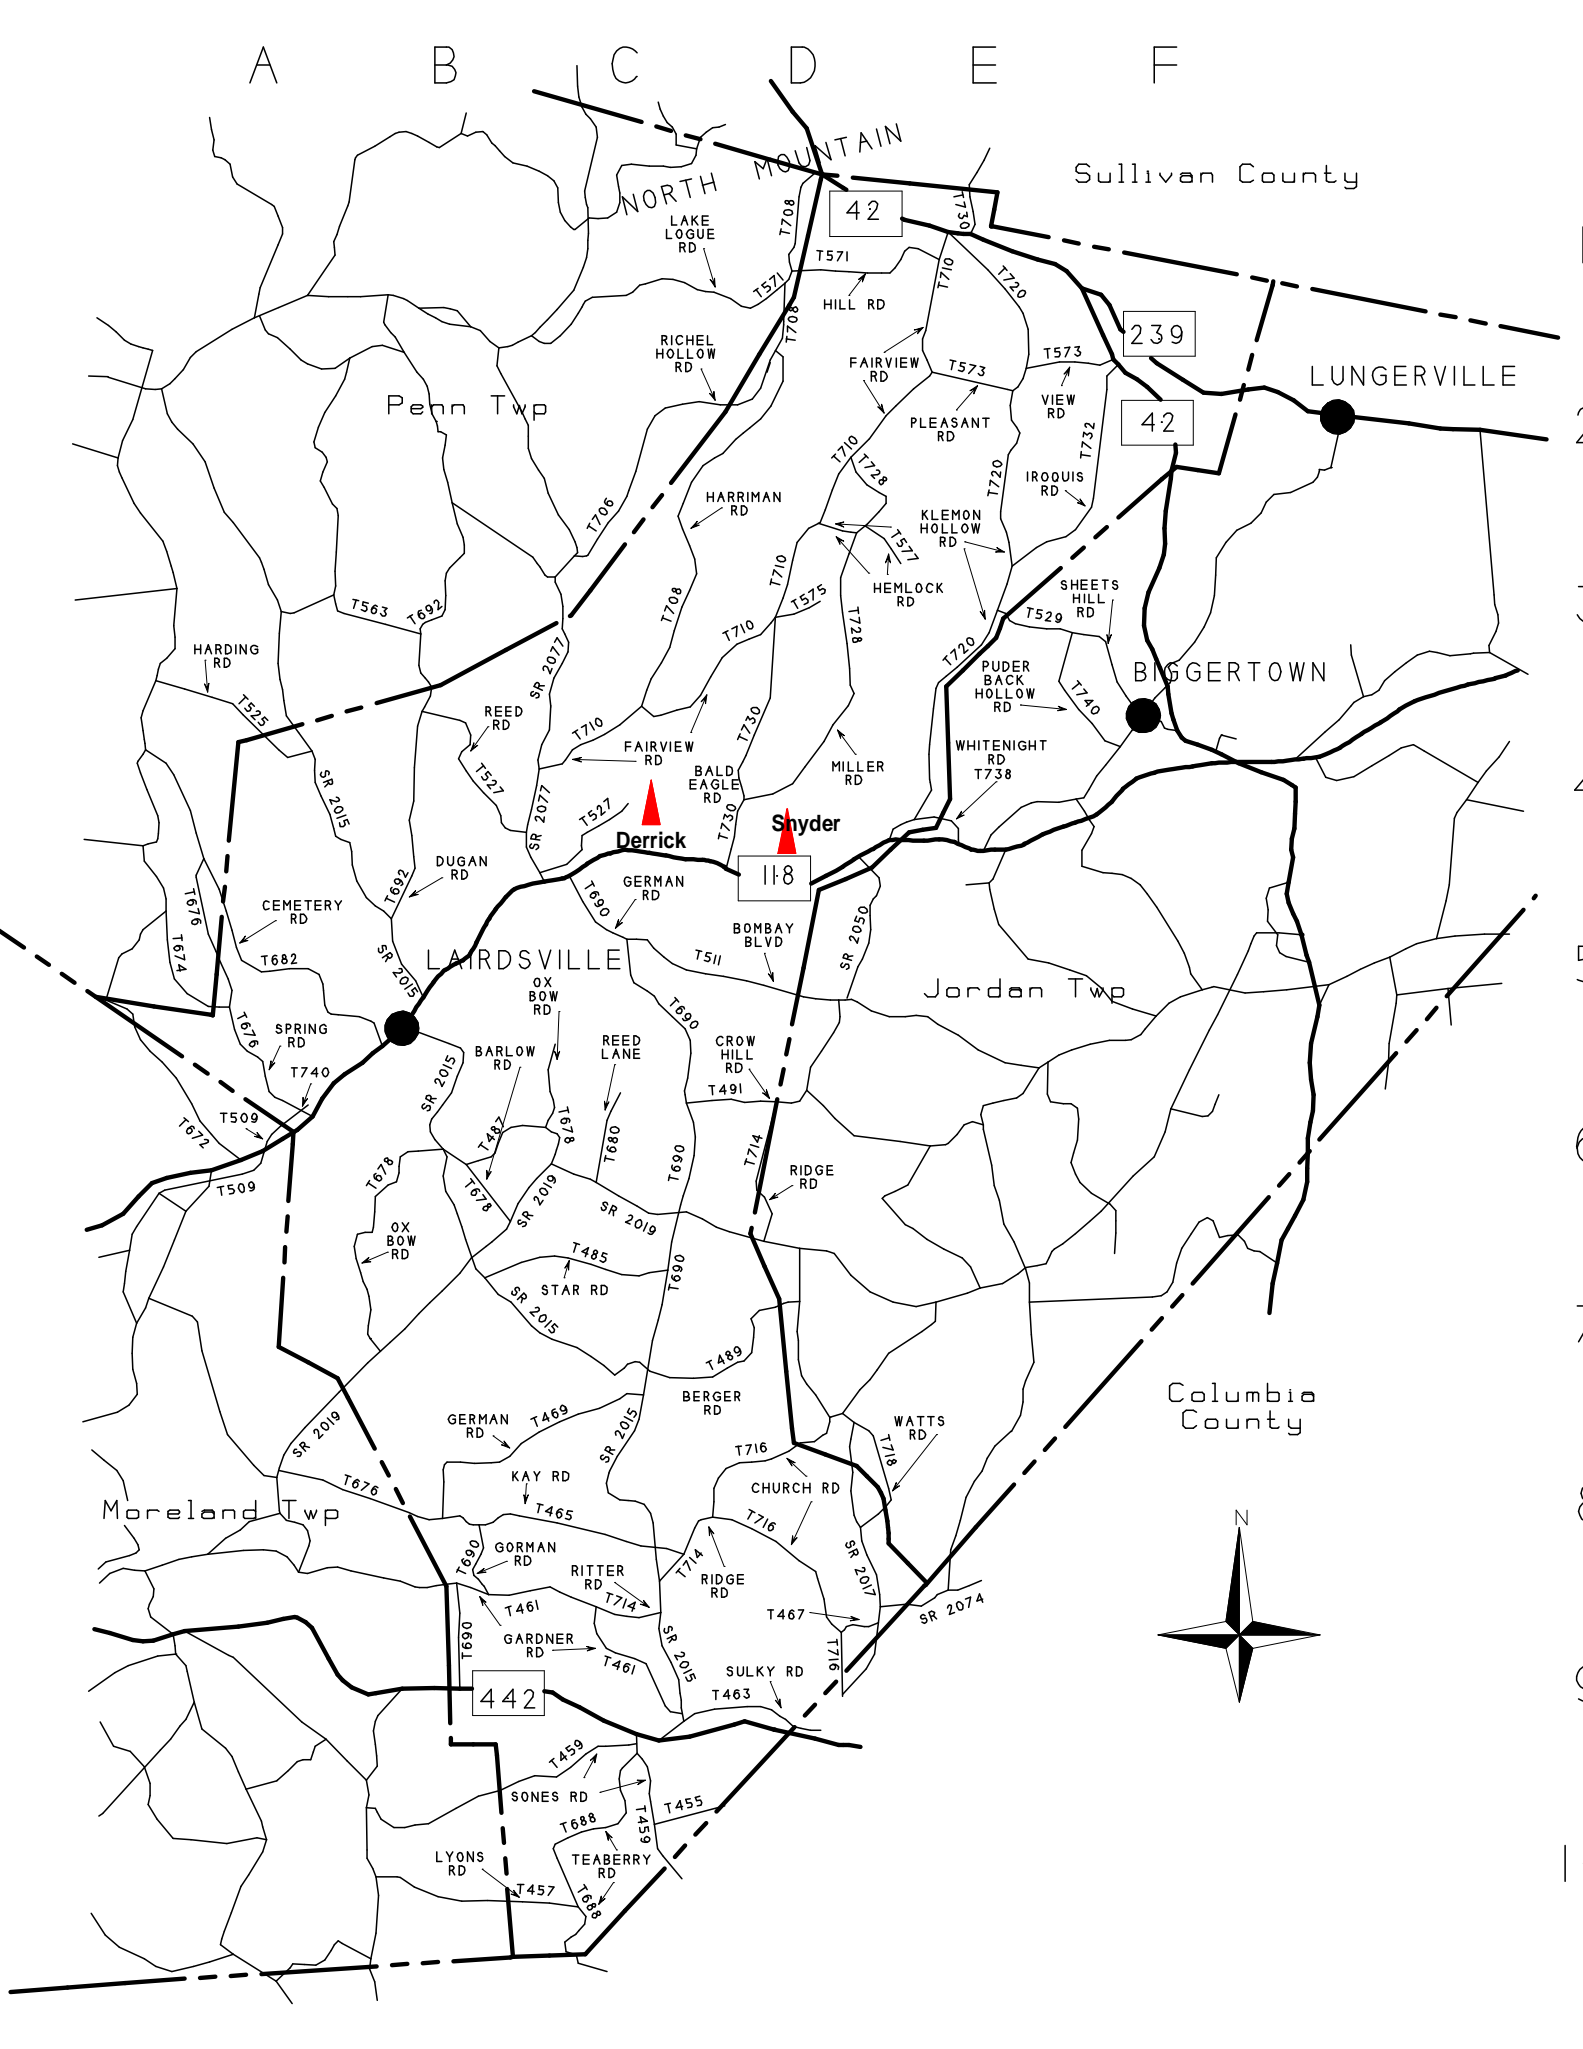 A B C D E F
NORTH MOUNTAIN
Sullivan County
42
T730
T708
LAKE
LOGUE
RD
T571
T571
T710
T720
HILL RD
T708
239
RICHEL
HOLLOW
RD
FAIRVIEW
RD
T573
T573
LUNGERVILLE
Penn Twp
VIEW
RD
PLEASANT
RD
42
T732
T710
T728
T720
IROQUIS
RD
HARRIMAN
RD
T706
KLEMON
HOLLOW
RD
T577
T710
HEMLOCK
RD
SHEETS
HILL
RD
T575
T563
T692
T708
T710
T728
T529
HARDING
RD
SR 2077
T720
PUDER
BACK
HOLLOW
RD
BIGGERTOWN
T740
T525
REED
RD
T710
T730
FAIRVIEW
RD
WHITENIGHT
RD
T738
BALD
EAGLE
RD
MILLER
RD
SR 2015
T527
SR 2077
T527
T730
Snyder
Derrick
DUGAN
RD
118
T692
GERMAN
RD
T690
CEMETERY
RD
T676
BOMBAY
BLVD
SR 2050
T674
T682
SR 2015
LAIRDSVILLE
T511
OX
BOW
RD
Jordan Twp
T676
SPRING
RD
T690
BARLOW
RD
REED
LANE
CROW
HILL
RD
T740
SR 2015
T491
T509
T672
T487
T678
T680
T690
T714
T678
T678
RIDGE
RD
T509
SR 2019
SR 2019
OX
BOW
RD
T485
T690
STAR RD
SR 2015
T489
BERGER
RD
Columbia
County
SR 2019
GERMAN
RD
T469
SR 2015
WATTS
RD
T718
T716
T676
KAY RD
CHURCH RD
Moreland Twp
T465
T716
N
T690
GORMAN
RD
T714
RITTER
RD
RIDGE
RD
SR 2017
T461
T714
T467
SR 2074
T690
GARDNER
RD
T461
SR 2015
T716
SULKY RD
442
T463
T459
SONES RD
T455
T688
T459
LYONS
RD
TEABERRY
RD
T457
T688